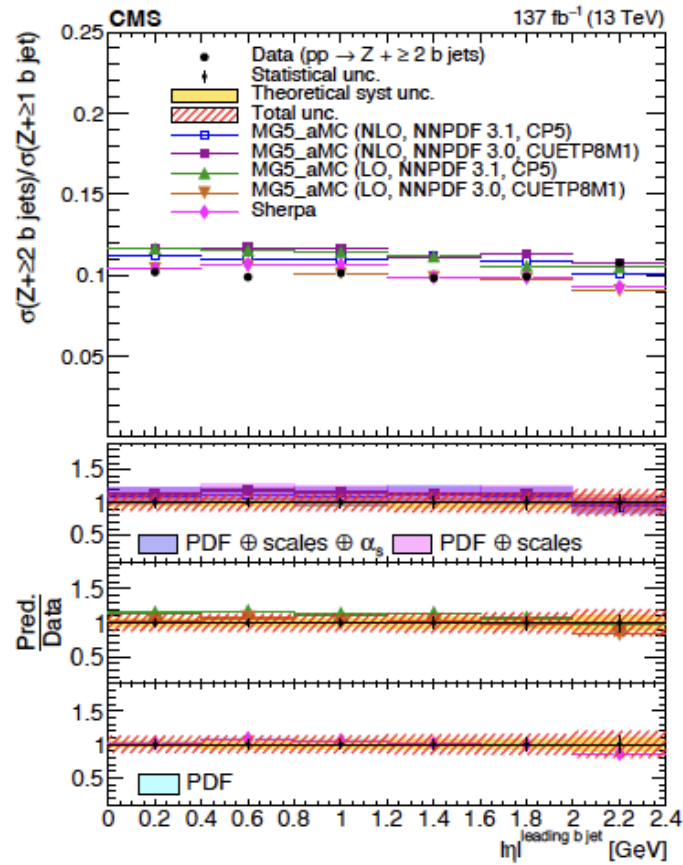 CMS 137 fb⁻¹ (13 TeV)
σ(Z+≥2 b jets)/σ(Z+≥1 b jet)
0.25
0.2
0.15
0.1
0.05
Data (pp → Z + ≥ 2 b jets)
Statistical unc.
Theoretical syst unc.
Total unc.
MG5_aMC (NLO, NNPDF 3.1, CP5)
MG5_aMC (NLO, NNPDF 3.0, CUETP8M1)
MG5_aMC (LO, NNPDF 3.1, CP5)
MG5_aMC (LO, NNPDF 3.0, CUETP8M1)
Sherpa
Pred.
Data
1.5
1
0.5
PDF ⊕ scales ⊕ αₛ PDF ⊕ scales
1.5
1
0.5
1.5
1
0.5
PDF
0 0.2 0.4 0.6 0.8 1 1.2 1.4 1.6 1.8 2 2.2 2.4
|η|^leading b jet [GeV]